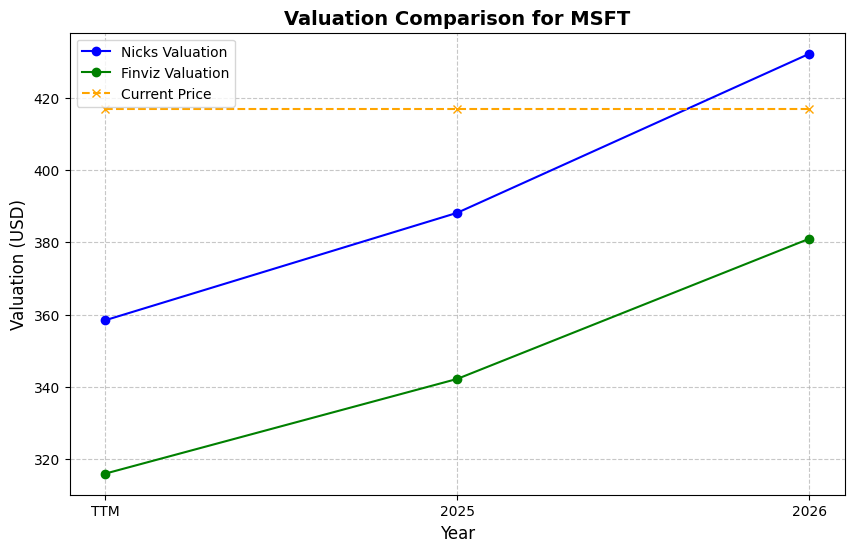 Valuation Comparison for MSFT
Nicks Valuation
Finviz Valuation
Current Price
Valuation (USD)
420
400
380
360
340
320
TTM
2025
2026
Year